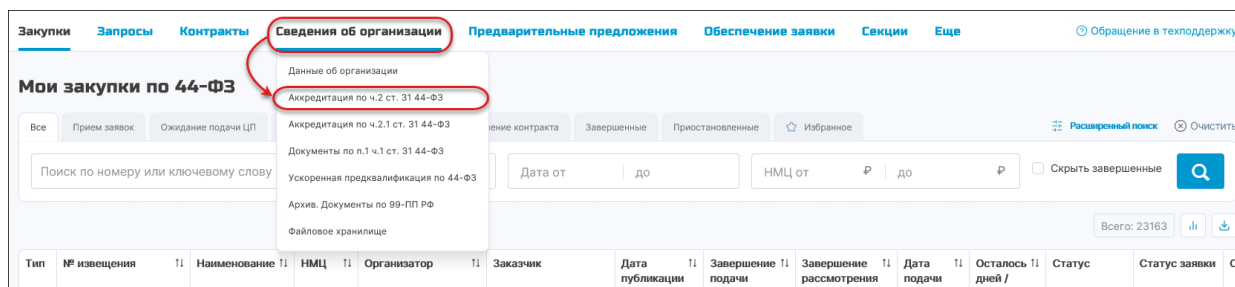 Закупки Запросы Контракты Сведения об организации Предварительные предложения Обеспечение заявки Секции Еще Обращение в техподдержку
Данные об организации
Мои закупки по 44-ФЗ
Аккредитация по ч.2 ст. 31 44-ФЗ
Все Прием заявок Ожидание подачи ЦП Аккредитация по ч.2.1 ст. 31 44-ФЗ ение контракта Завершенные Приостановленные Избранное Расширенный поиск Очистить
Документы по п.1 ч.1 ст. 31 44-ФЗ
Поиск по номеру или ключевому слову Ускоренная предквалификация по 44-ФЗ Дата от до НМЦ от ₽ до ₽ Скрыть завершенные
Архив. Документы по 99-ПП РФ
Файловое хранилище
Всего: 23163
Тип № извещения Наименование НМЦ Организатор Заказчик Дата публикации Завершение подачи Завершение рассмотрения Дата подачи Осталось дней / Статус Статус заявки